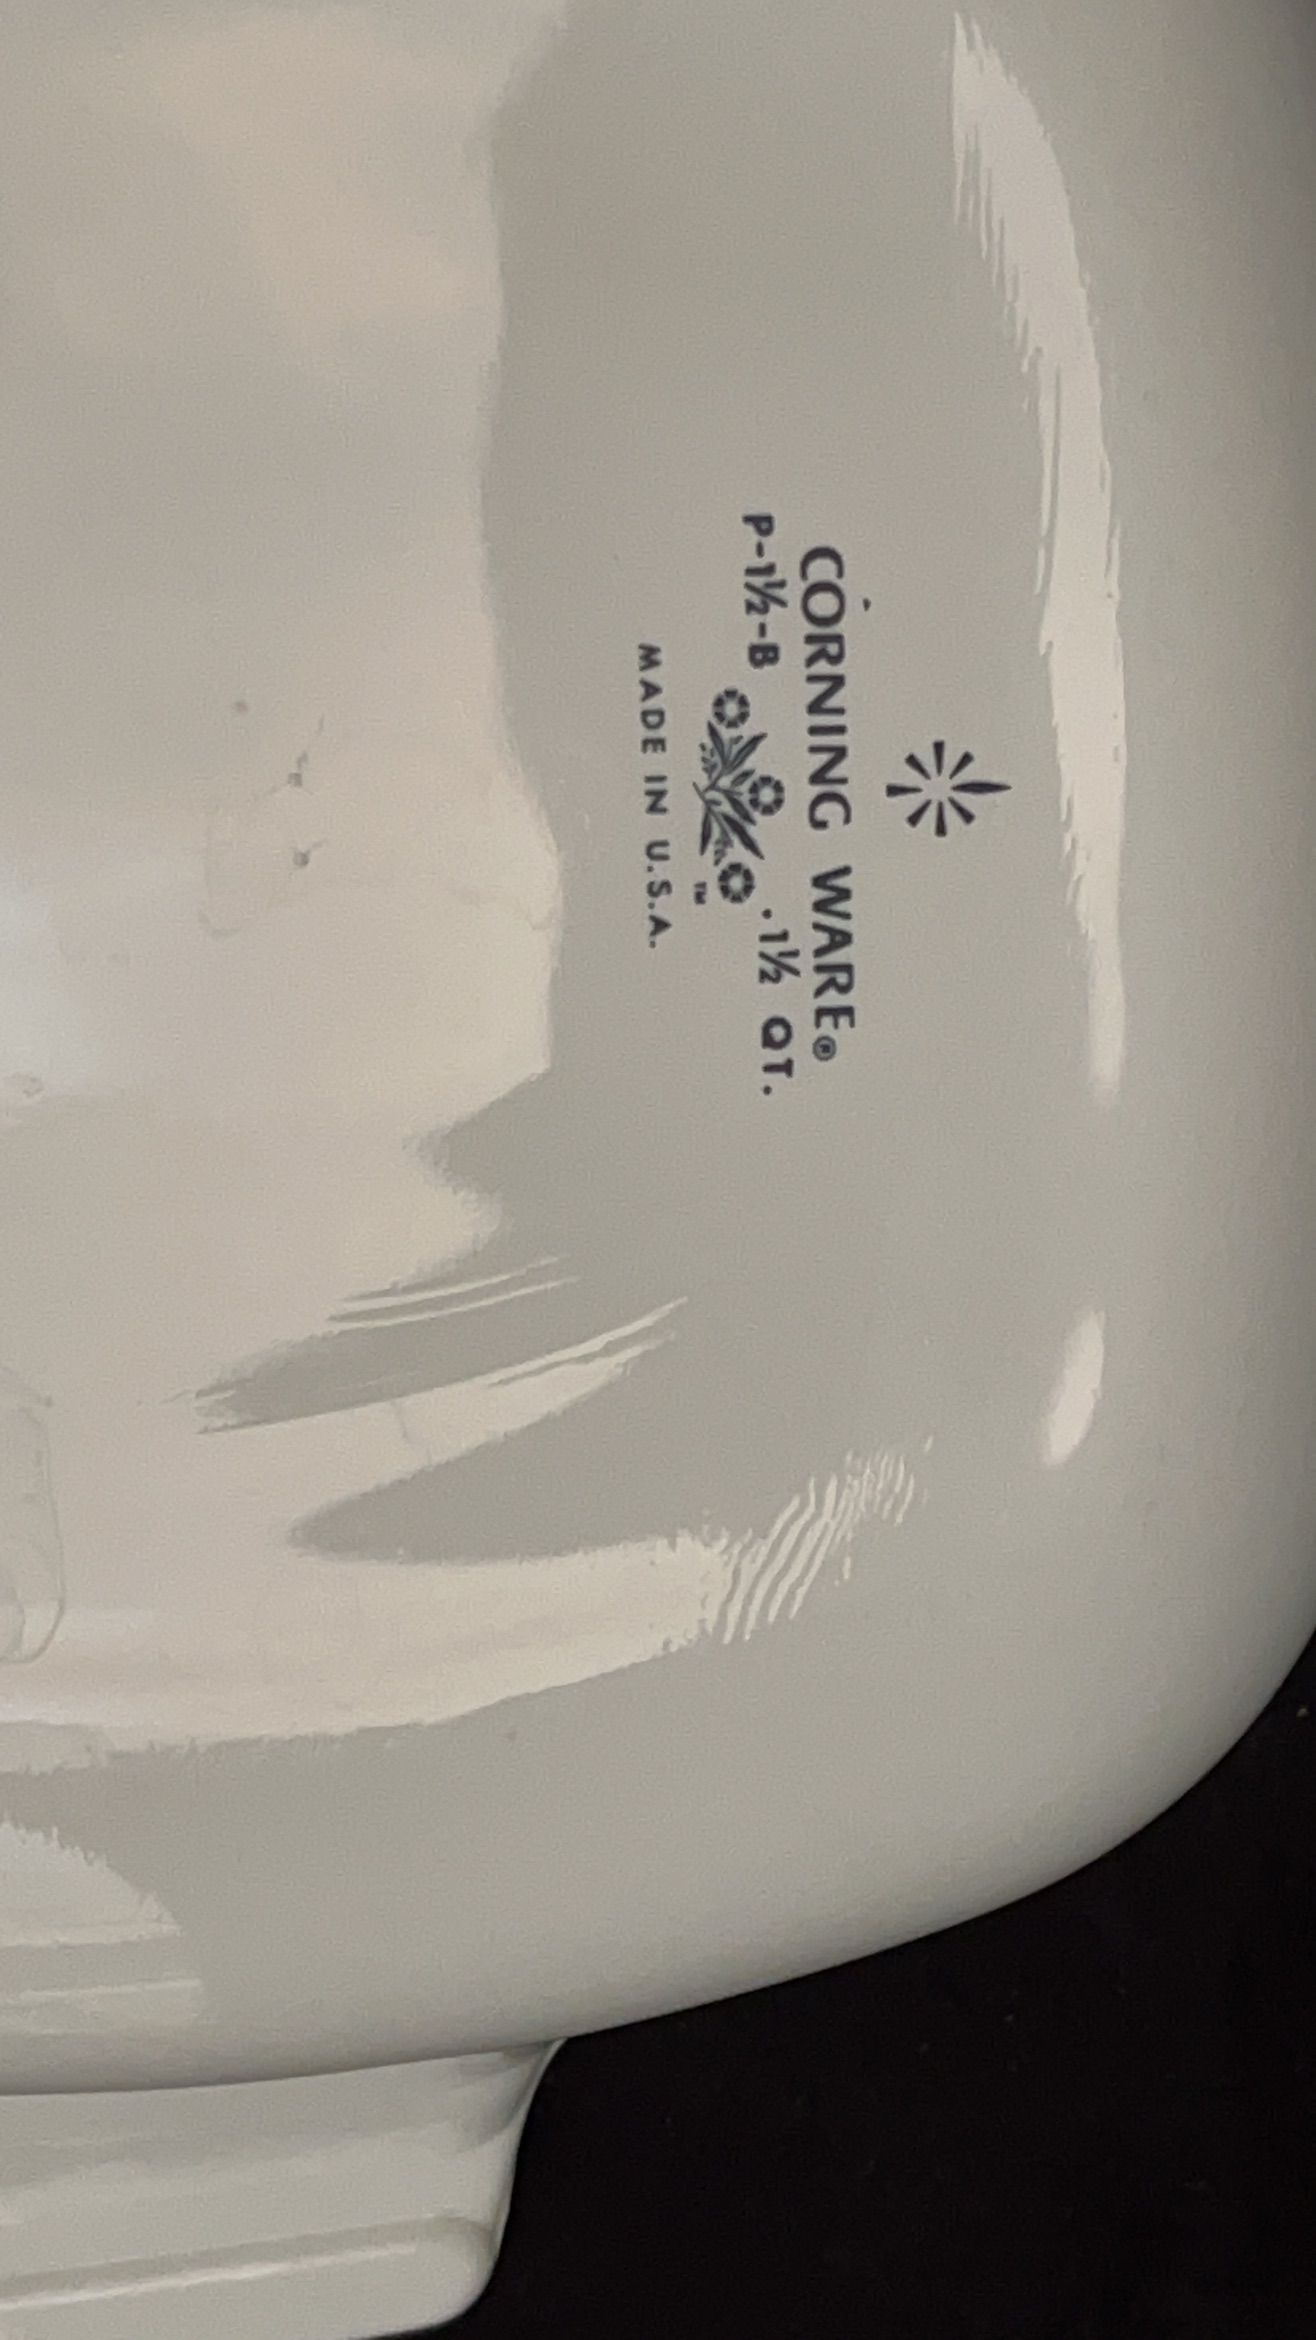 CORNING WARE®
P-1½-B . 1½ QT.
TM
MADE IN U.S.A.